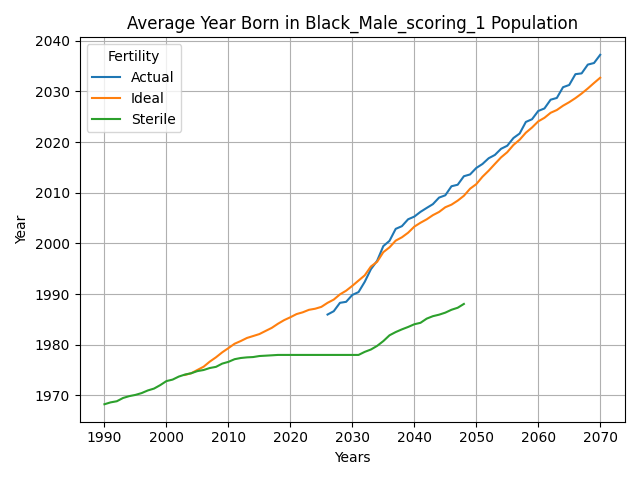 Average Year Born in Black_Male_scoring_1 Population
2040
2030
2020
2010
2000
1990
1980
1970
Year
Fertility
Actual
Ideal
Sterile
1990 2000 2010 2020 2030 2040 2050 2060 2070
Years